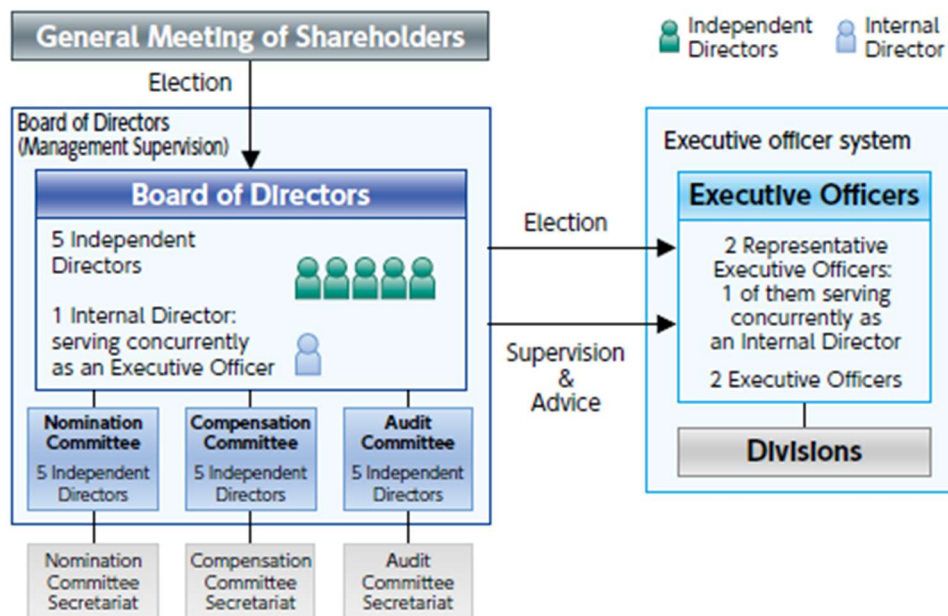 General Meeting of Shareholders
Independent
Directors
Internal
Director
Election
Board of Directors
(Management Supervision)
Board of Directors
5 Independent
Directors
1 Internal Director:
serving concurrently
as an Executive Officer
Nomination
Committee
5 Independent
Directors
Compensation
Committee
5 Independent
Directors
Audit
Committee
5 Independent
Directors
Nomination
Committee
Secretariat
Compensation
Committee
Secretariat
Audit
Committee
Secretariat
Election
Supervision
&
Advice
Executive officer system
Executive Officers
2 Representative
Executive Officers:
1 of them serving
concurrently as
an Internal Director
2 Executive Officers
Divisions